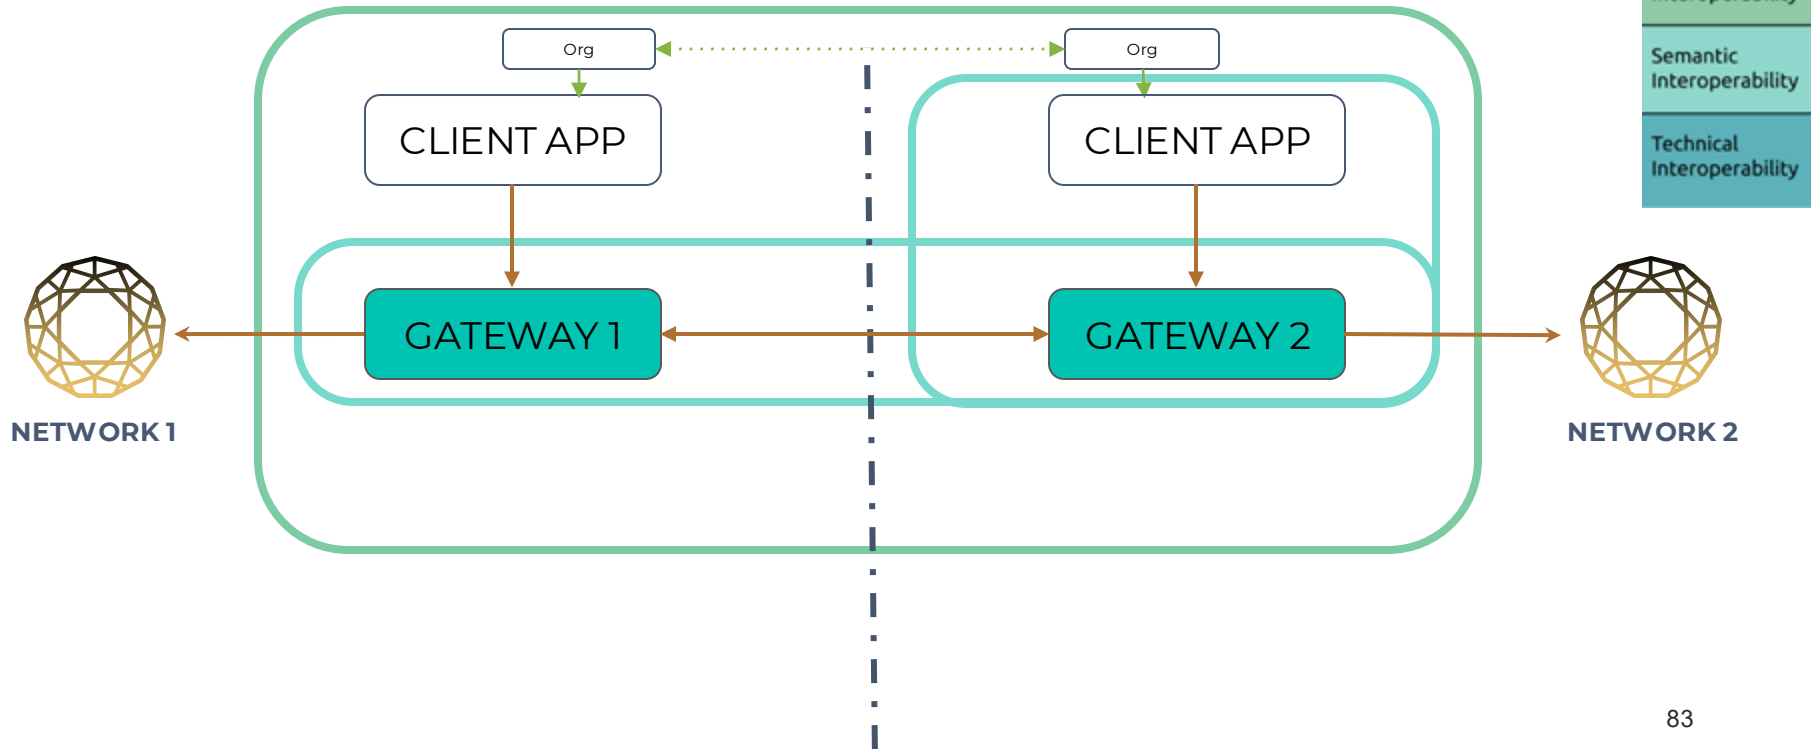 Interoperability
Org
Org
Semantic
Interoperability
CLIENT APP
CLIENT APP
Technical
Interoperability
GATEWAY 1
GATEWAY 2
NETWORK 1
NETWORK 2
83